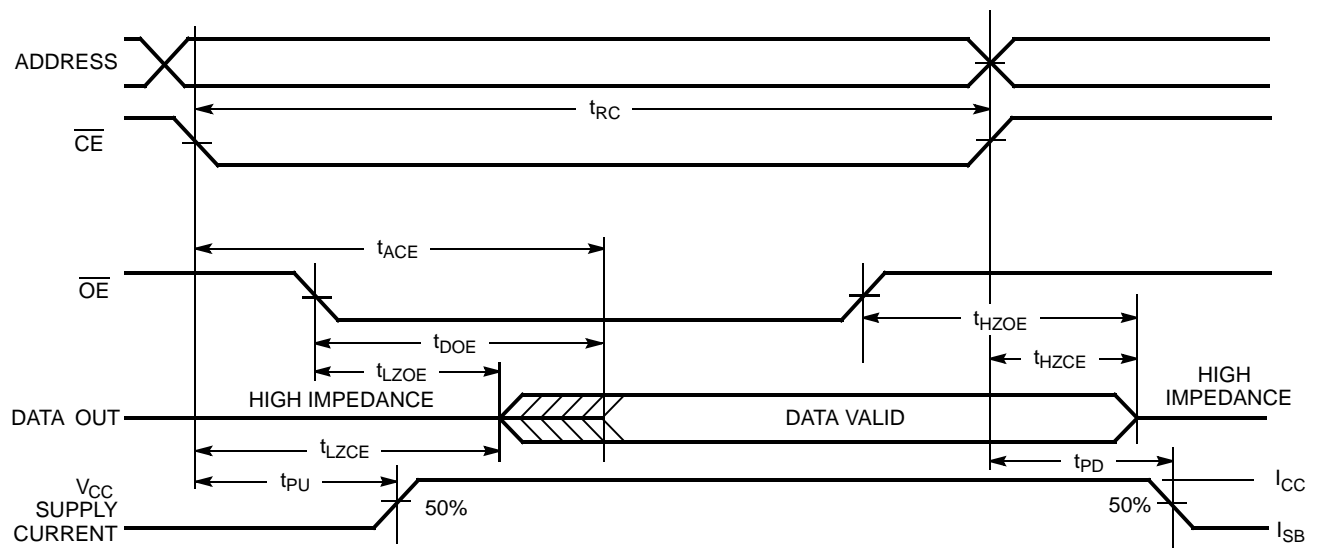 ADDRESS
tRC
CE
tACE
OE
tHZOE
tDOE
tHZCE
tLZOE
HIGH
IMPEDANCE
HIGH IMPEDANCE
DATA OUT
DATA VALID
tLZCE
tPD
tPU
VCC
SUPPLY
CURRENT
50%
50%
ICC
ISB